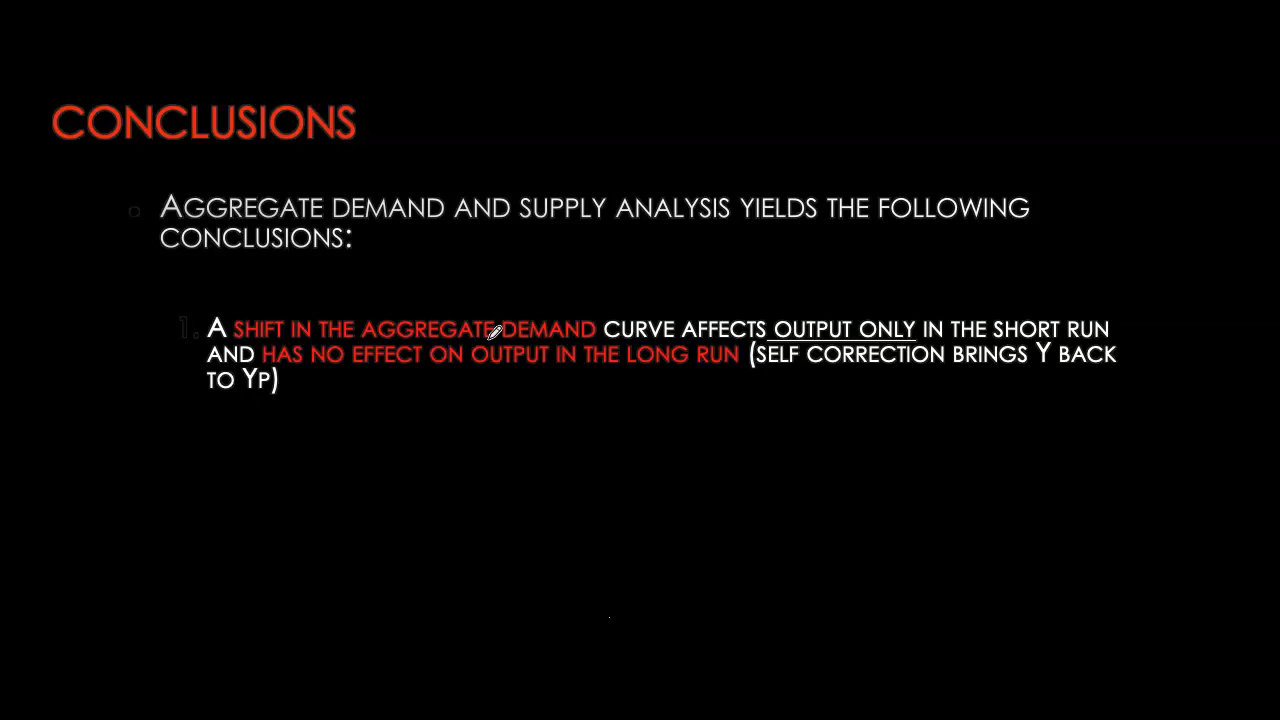 CONCLUSIONS
AGGREGATE DEMAND AND SUPPLY ANALYSIS YIELDS THE FOLLOWING
CONCLUSIONS:
1. A SHIFT IN THE AGGREGATE DEMAND CURVE AFFECTS OUTPUT ONLY IN THE SHORT RUN
AND HAS NO EFFECT ON OUTPUT IN THE LONG RUN (SELF CORRECTION BRINGS Y BACK
TO YP)